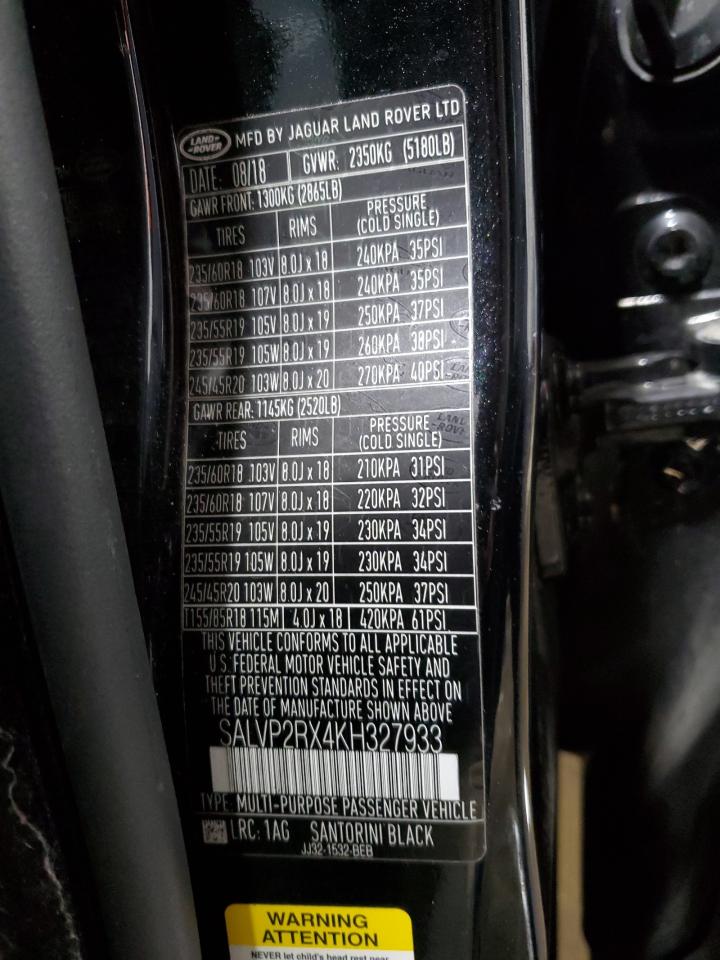 LAND ROVER MFD BY JAGUAR LAND ROVER LTD
DATE: 08/18 GVWR: 2350KG (5180LB)
GAWR FRONT: 1300KG (2865LB)
TIRES RIMS PRESSURE (COLD SINGLE)
235/60R18 103V 8.0J x 18 240KPA 35PSI
235/60R18 107V 8.0J x 18 240KPA 35PSI
235/55R19 105V 8.0J x 19 250KPA 37PSI
235/55R19 105W 8.0J x 19 260KPA 38PSI
245/45R20 103W 8.0J x 20 270KPA 40PSI
GAWR REAR: 1145KG (2520LB)
TIRES RIMS PRESSURE (COLD SINGLE)
235/60R18 103V 8.0J x 18 210KPA 31PSI
235/60R18 107V 8.0J x 18 220KPA 32PSI
235/55R19 105V 8.0J x 19 230KPA 34PSI
235/55R19 105W 8.0J x 19 230KPA 34PSI
245/45R20 103W 8.0J x 20 250KPA 37PSI
T155/85R18 115M 4.0J x 18 420KPA 61PSI
THIS VEHICLE CONFORMS TO ALL APPLICABLE
U.S. FEDERAL MOTOR VEHICLE SAFETY AND
THEFT PREVENTION STANDARDS IN EFFECT ON
THE DATE OF MANUFACTURE SHOWN ABOVE
SALVP2RX4KH327933
TYPE: MULTI-PURPOSE PASSENGER VEHICLE
LRC: 1AG SANTORINI BLACK
JJ32-1532-BEB
WARNING
ATTENTION
NEVER let child's head rest near